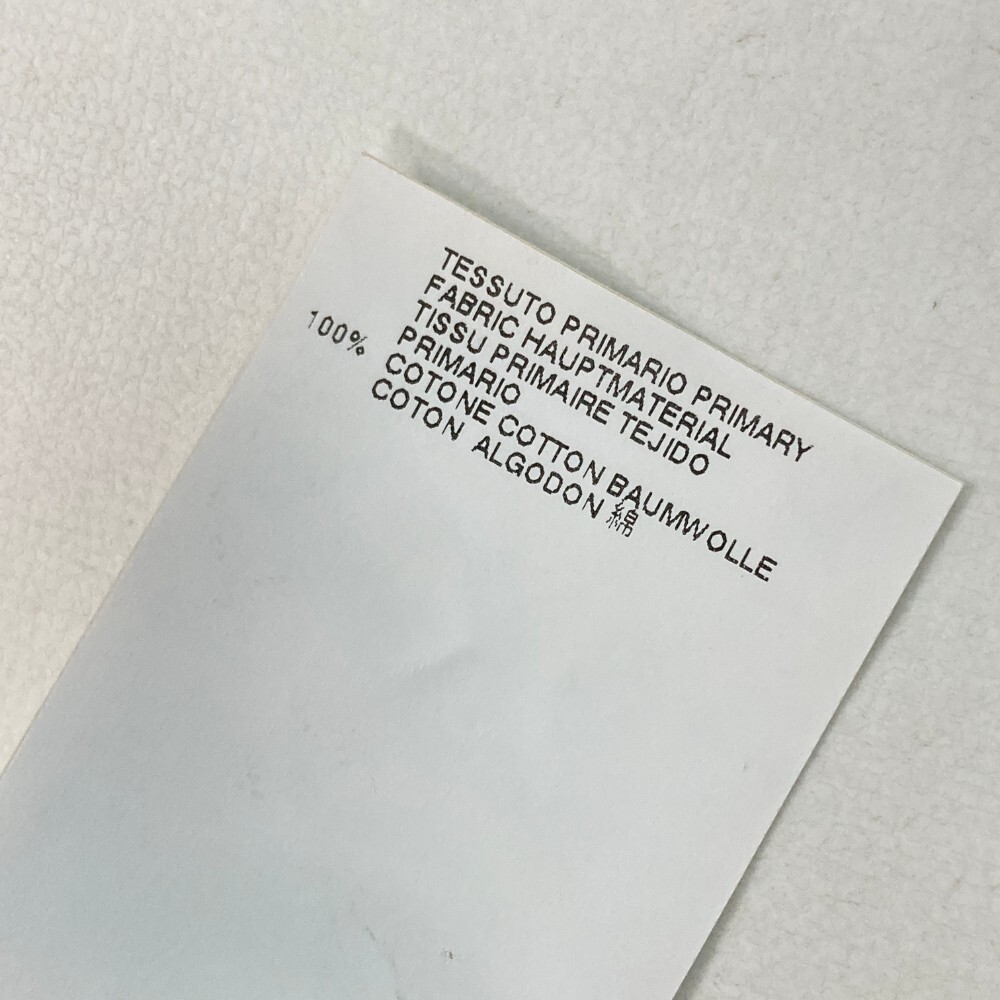 TESSUTO PRIMARIO PRIMARY
FABRIC HAUPTMATERIAL
TISSU PRIMAIRE TEJIDO
PRIMARIO
100% COTONE COTTON BAUMWOLLE
COTON ALGODON 綿